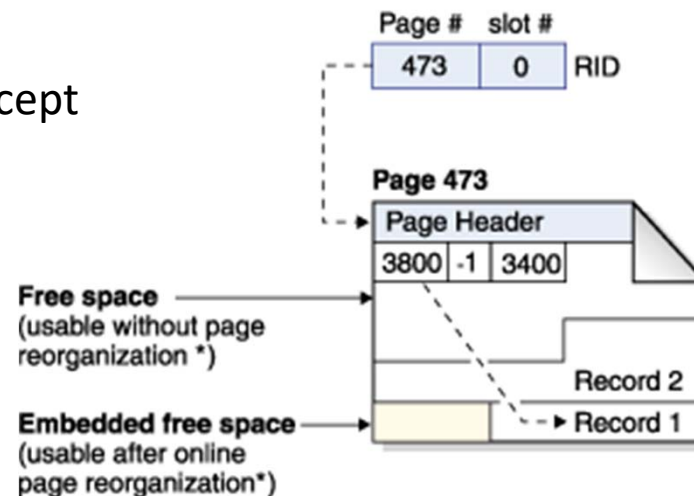 Page # slot #
473 0 RID
cept
Page 473
Page Header
3800 -1 3400
Free space
(usable without page
reorganization *)
Record 2
Embedded free space
Record 1
(usable after online
page reorganization*)